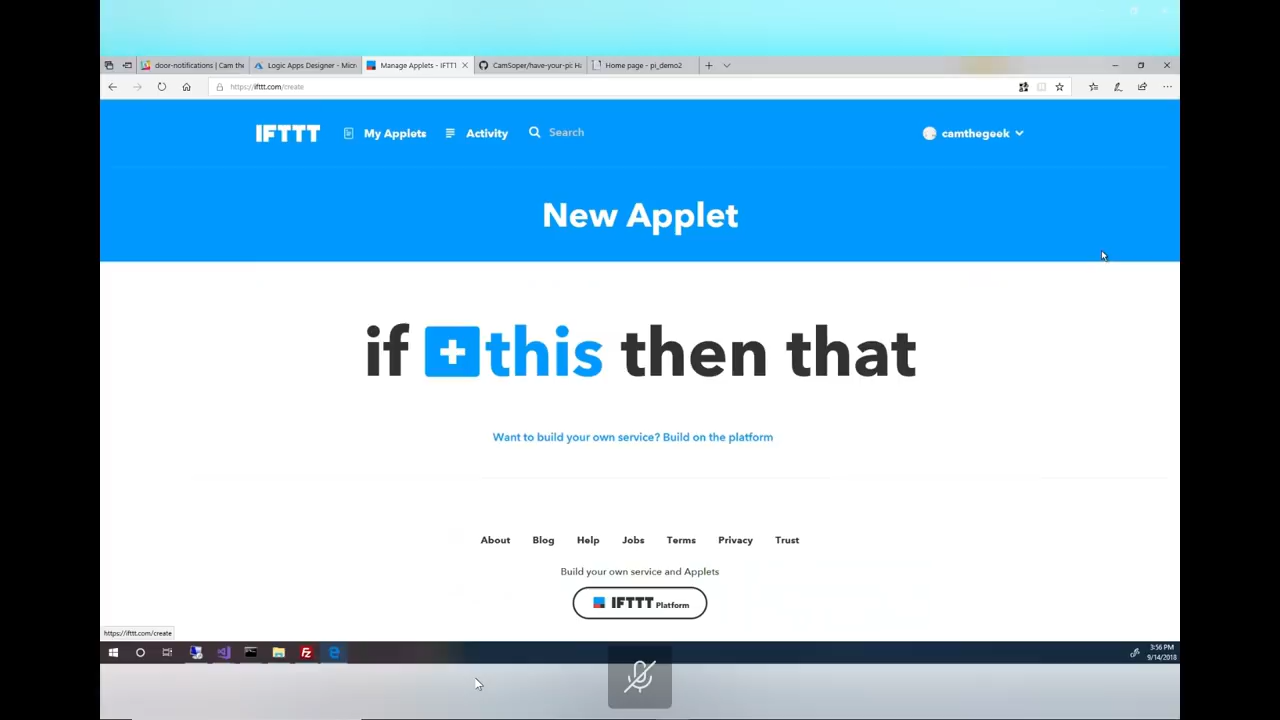 door-notifications | Cam the
Logic Apps Designer - Micr
Manage Applets - IFTT
CamSoper/have-your-pi: Ha
Home page - pi_demo2
https://ifttt.com/create
IFTTT
My Applets
Activity
Search
camthegeek
New Applet
if + this then that
Want to build your own service? Build on the platform
About Blog Help Jobs Terms Privacy Trust
Build your own service and Applets
IFTTT Platform
https://ifttt.com/create
3:56 PM
9/14/2018